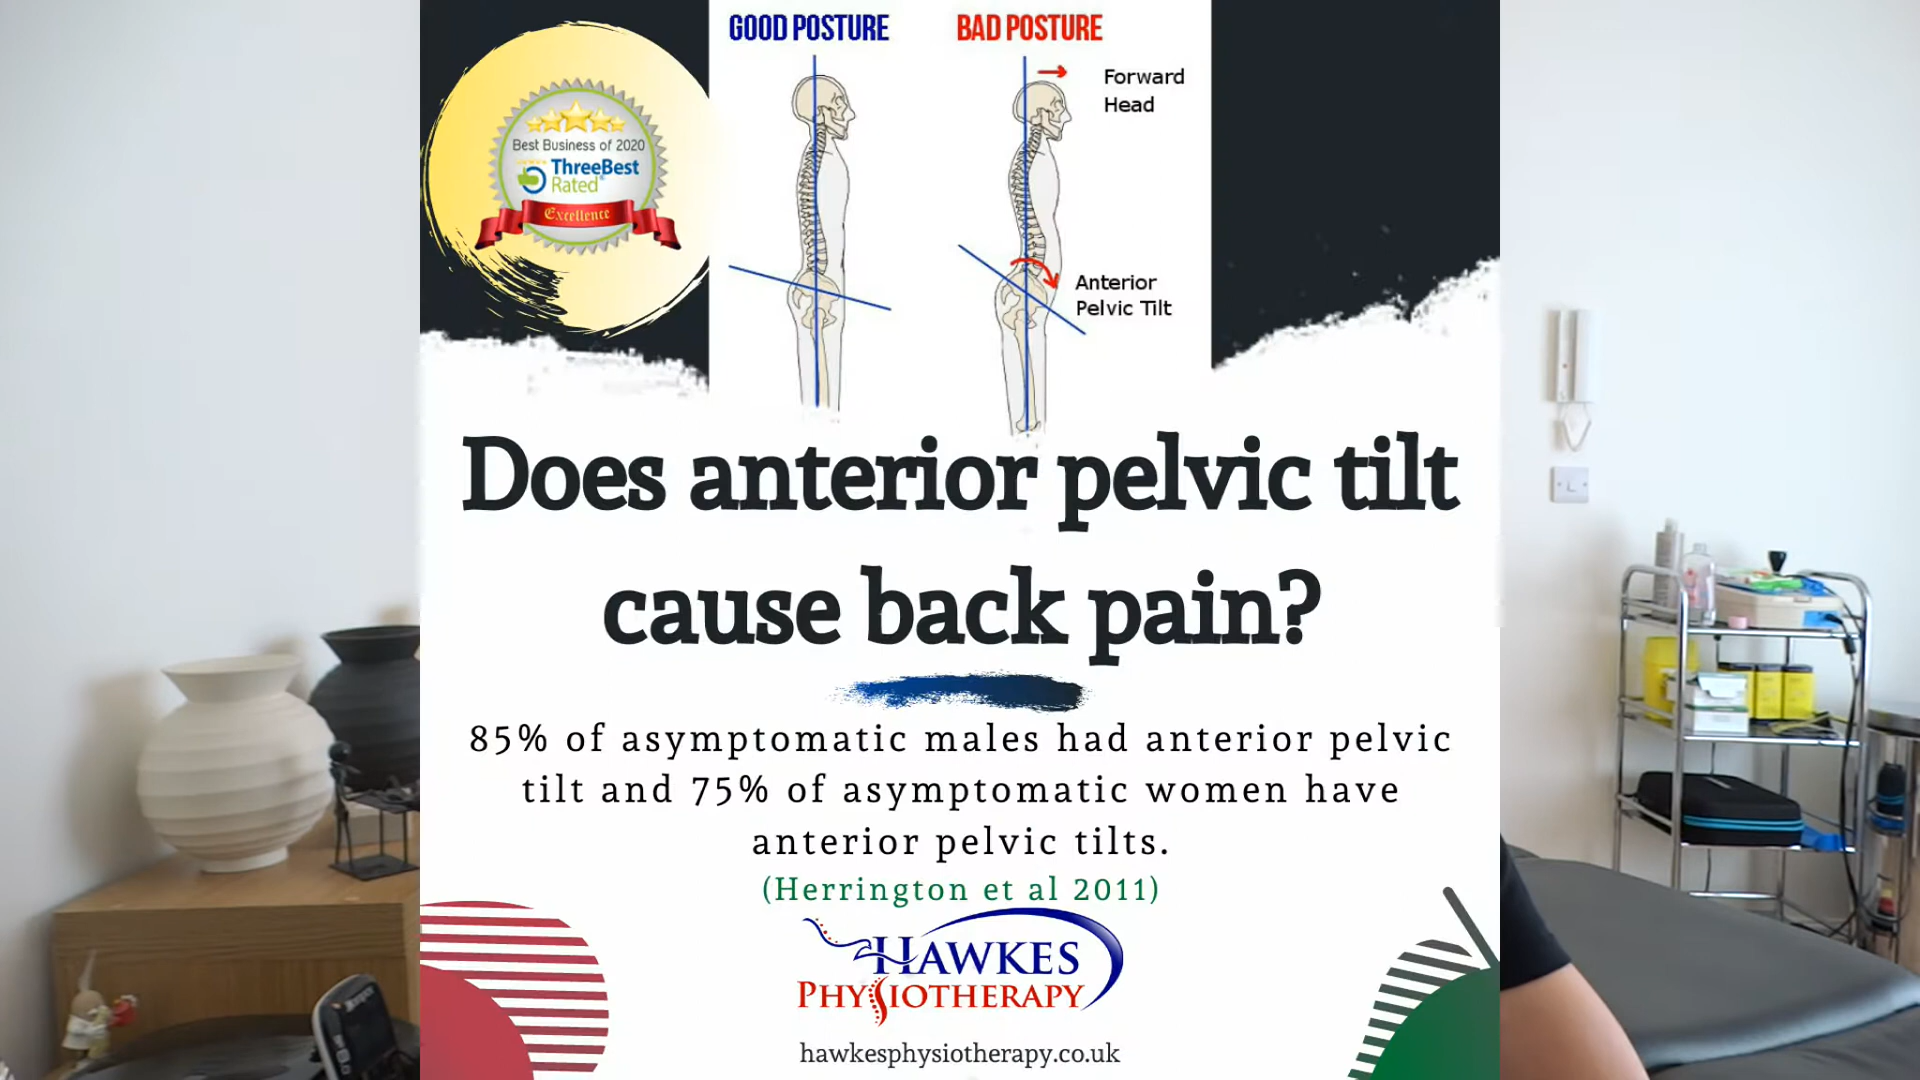 GOOD POSTURE
BAD POSTURE
Forward
Head
Best Business of 2020
ThreeBest
Rated
Excellence
Anterior
Pelvic Tilt
Does anterior pelvic tilt
cause back pain?
85% of asymptomatic males had anterior pelvic
tilt and 75% of asymptomatic women have
anterior pelvic tilts.
(Herrington et al 2011)
HAWKES
PHYSIOTHERAPY
hawkesphysiotherapy.co.uk